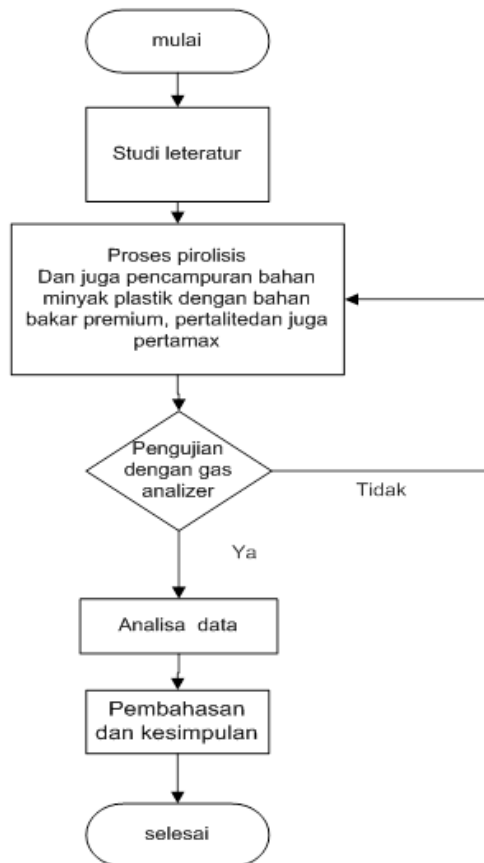 mulai
Studi leteratur
Proses pirolisis
Dan juga pencampuran bahan
minyak plastik dengan bahan
bakar premium, pertalitedan juga
pertamax
Pengujian
dengan gas
analizer
Tidak
Ya
Analisa data
Pembahasan
dan kesimpulan
selesai